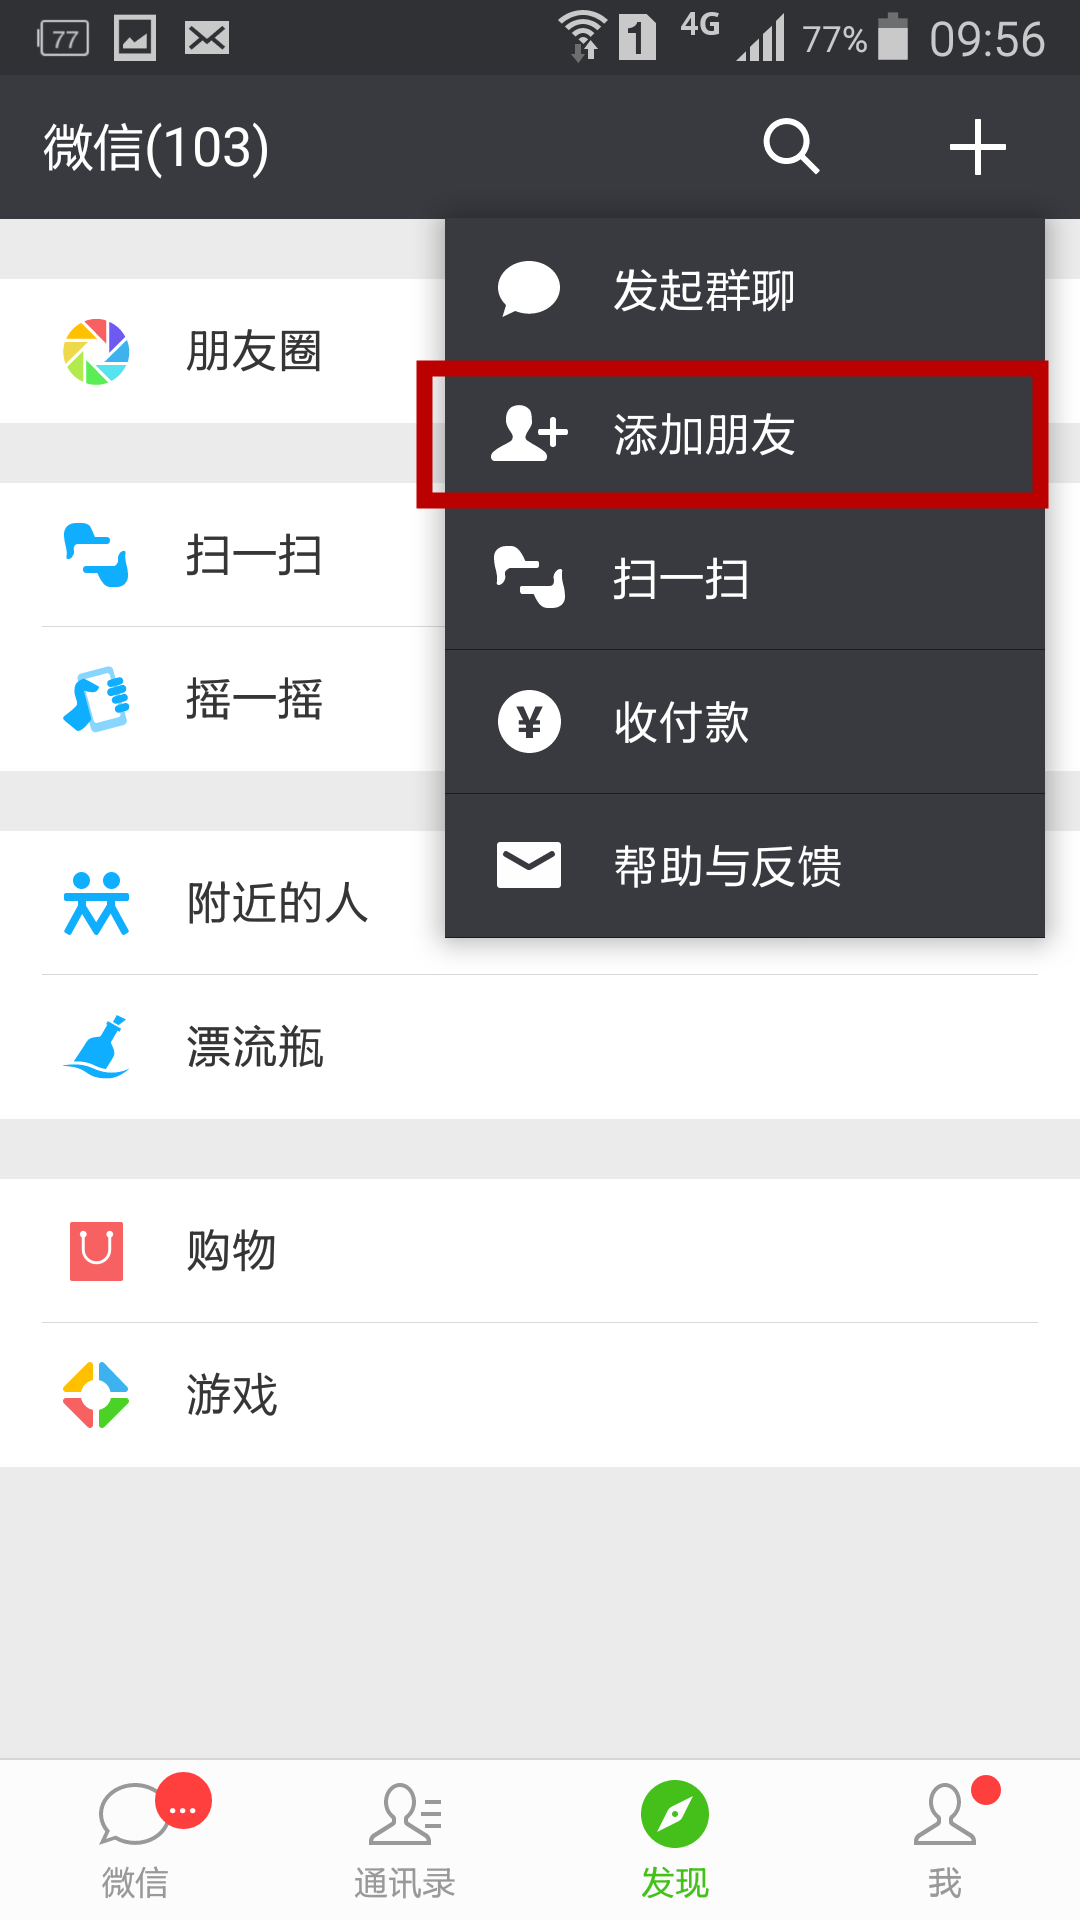 77
1
4G
77%
09:56
微信(103)
发起群聊
朋友圈
添加朋友
扫一扫
扫一扫
摇一摇
¥
收付款
帮助与反馈
附近的人
漂流瓶
购物
游戏
...
微信
通讯录
发现
我